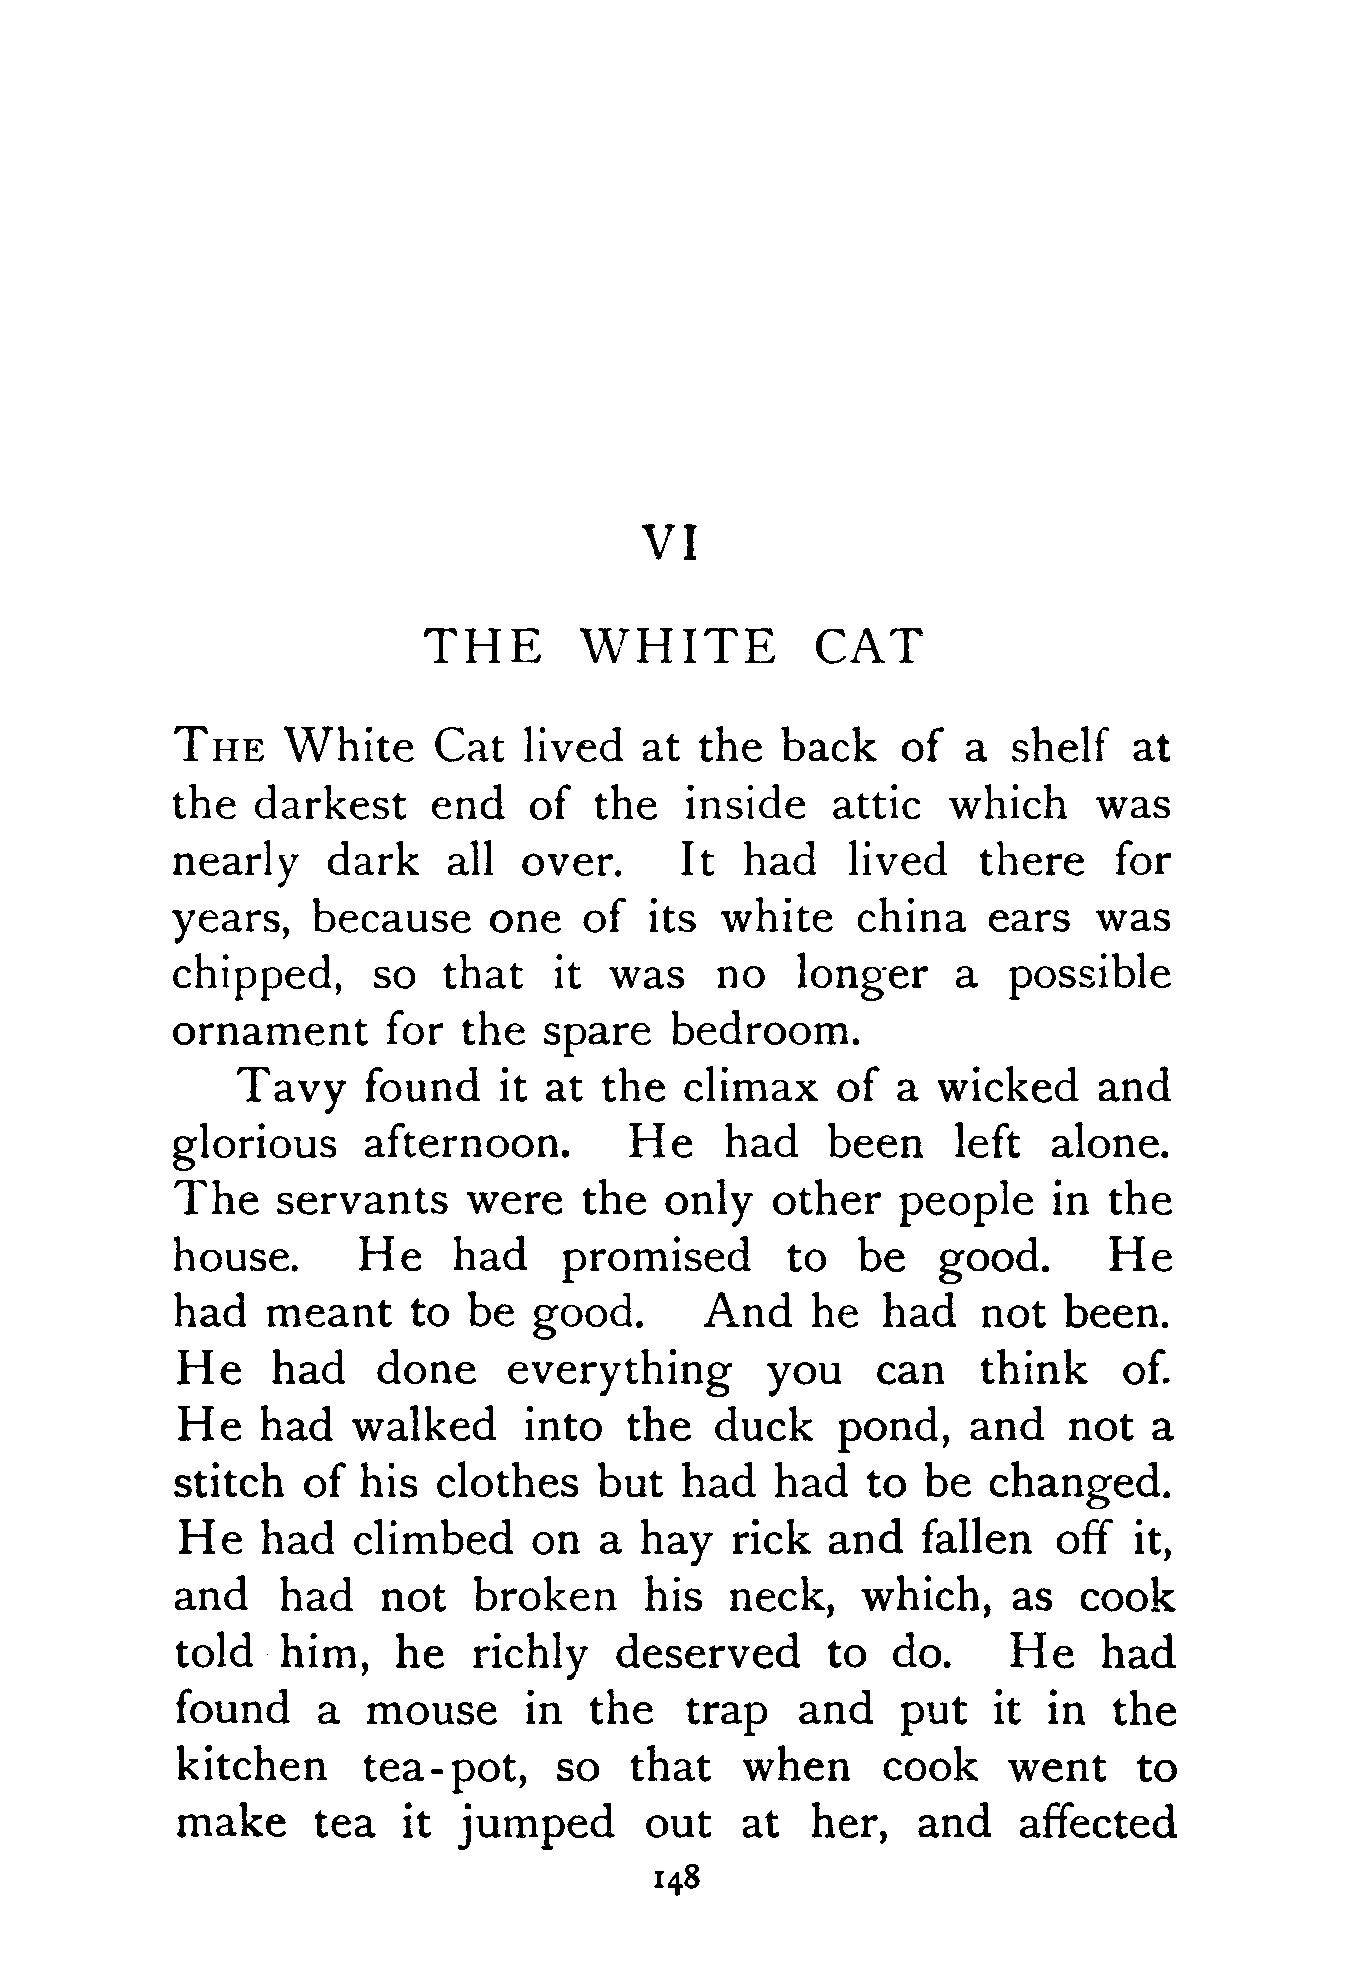 VI
THE WHITE CAT
THE White Cat lived at the back of a shelf at
the darkest end of the inside attic which was
nearly dark all over. It had lived there for
years, because one of its white china ears was
chipped, so that it was no longer a possible
ornament for the spare bedroom.
Tavy found it at the climax of a wicked and
glorious afternoon. He had been left alone.
The servants were the only other people in the
house. He had promised to be good. He
had meant to be good. And he had not been.
He had done everything you can think of.
He had walked into the duck pond, and not a
stitch of his clothes but had had to be changed.
He had climbed on a hay rick and fallen off it,
and had not broken his neck, which, as cook
told him, he richly deserved to do. He had
found a mouse in the trap and put it in the
kitchen tea-pot, so that when cook went to
make tea it jumped out at her, and affected
148